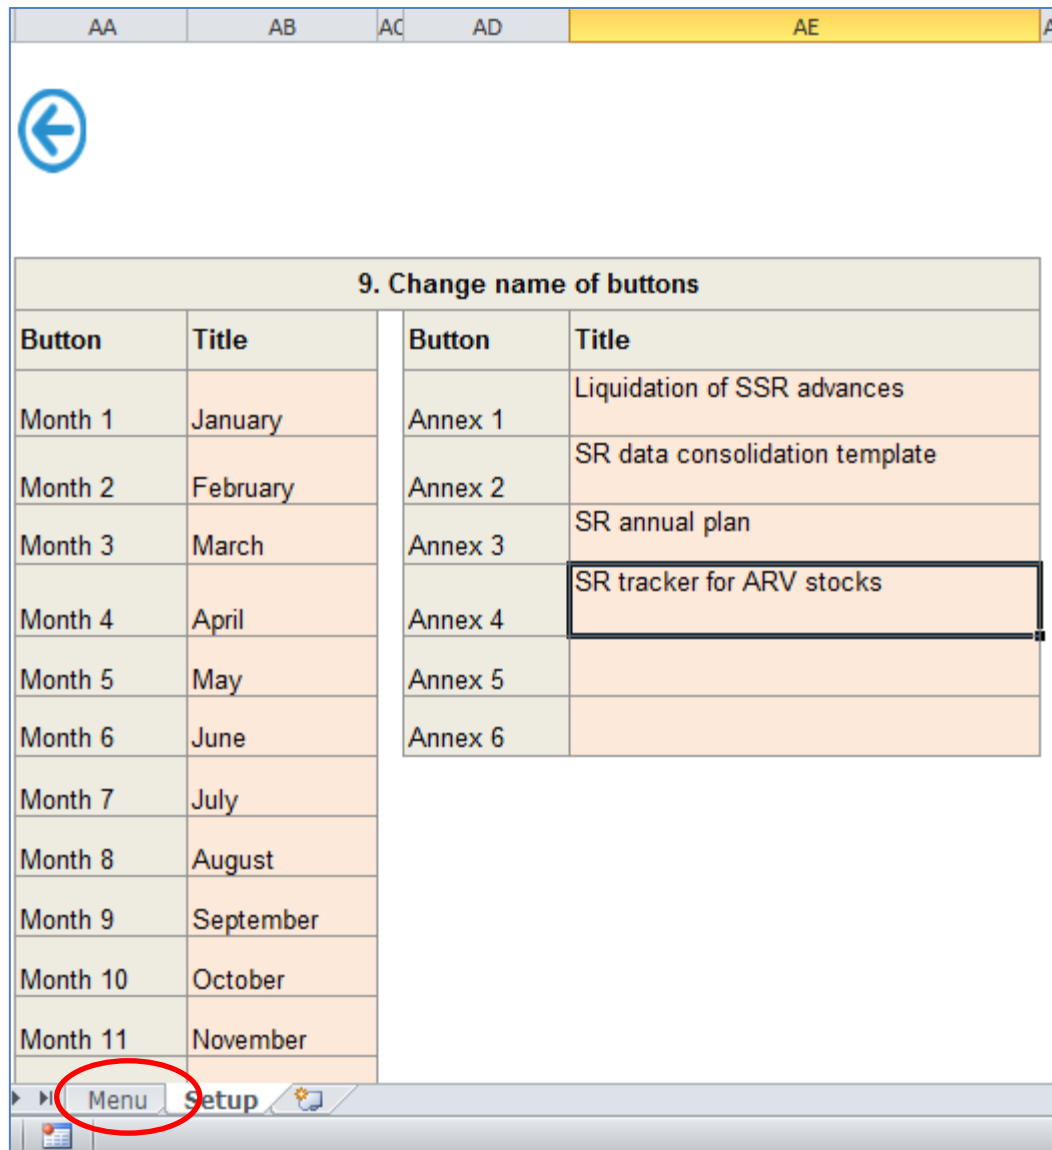 AA AB AC AD AE A
9. Change name of buttons
Button Title Button Title
Month 1 January Annex 1 Liquidation of SSR advances
Month 2 February Annex 2 SR data consolidation template
Month 3 March Annex 3 SR annual plan
Month 4 April Annex 4 SR tracker for ARV stocks
Month 5 May Annex 5
Month 6 June Annex 6
Month 7 July
Month 8 August
Month 9 September
Month 10 October
Month 11 November
Menu Setup